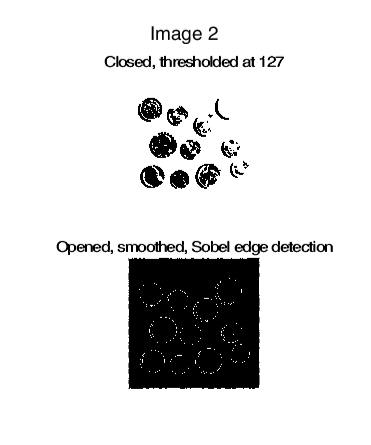 Image 2
Closed, thresholded at 127
Opened, smoothed, Sobel edge detection